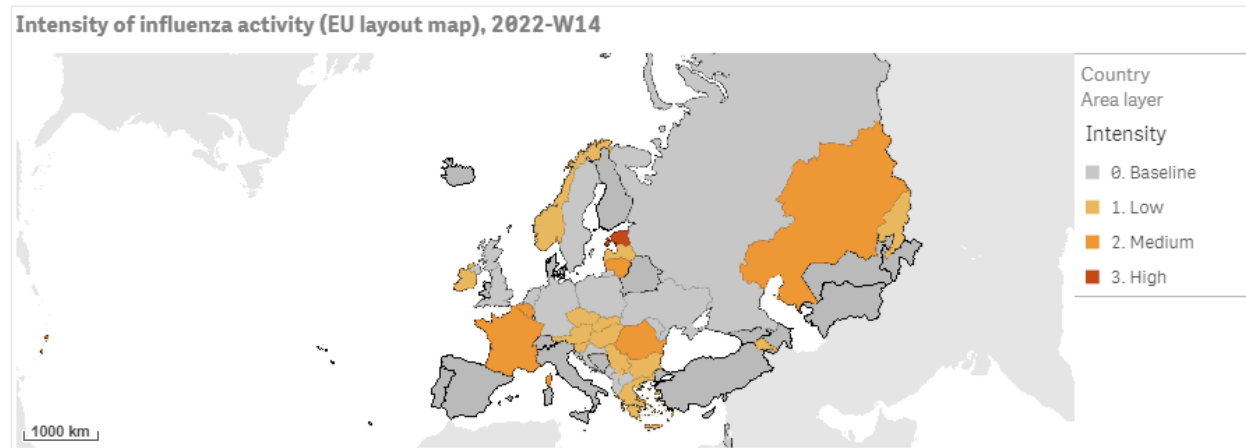 Intensity of influenza activity (EU layout map), 2022-W14
Country
Area layer
Intensity
0. Baseline
1. Low
2. Medium
3. High
1000 km